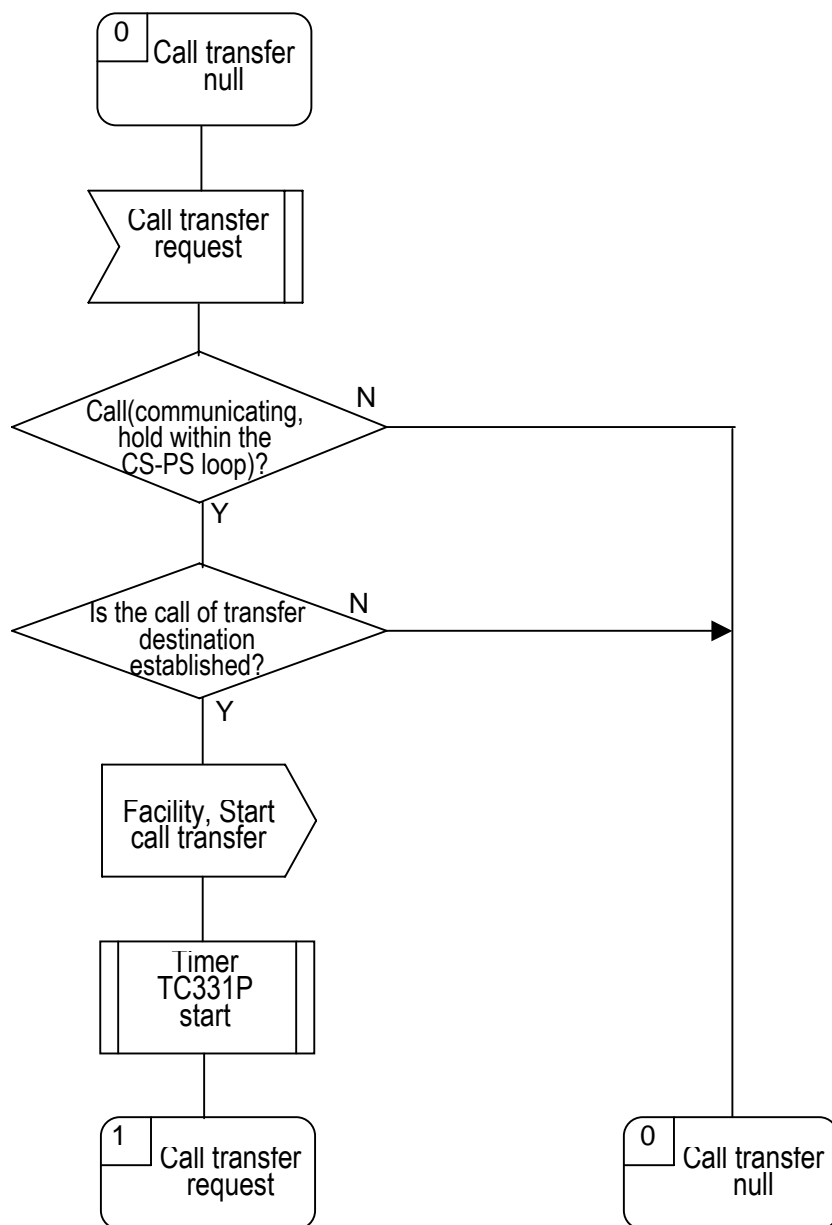 0
Call transfer
null
Call transfer
request
Call(communicating,
hold within the
CS-PS loop)?
N
Y
Is the call of transfer
destination
established?
N
Y
Facility, Start
call transfer
Timer
TC331P
start
1
Call transfer
request
0
Call transfer
null